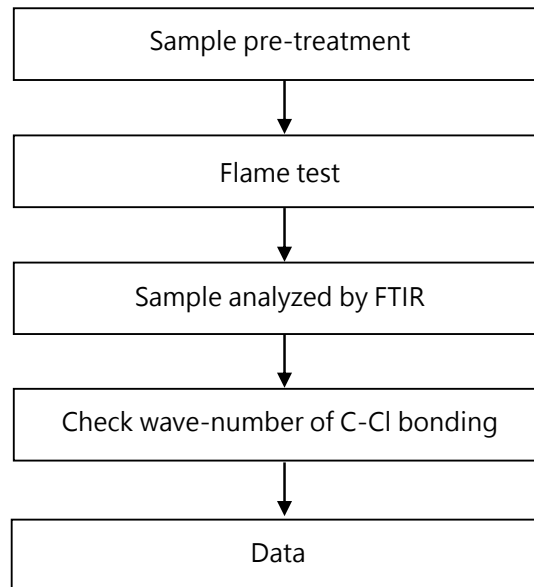 Sample pre-treatment
Flame test
Sample analyzed by FTIR
Check wave-number of C-Cl bonding
Data